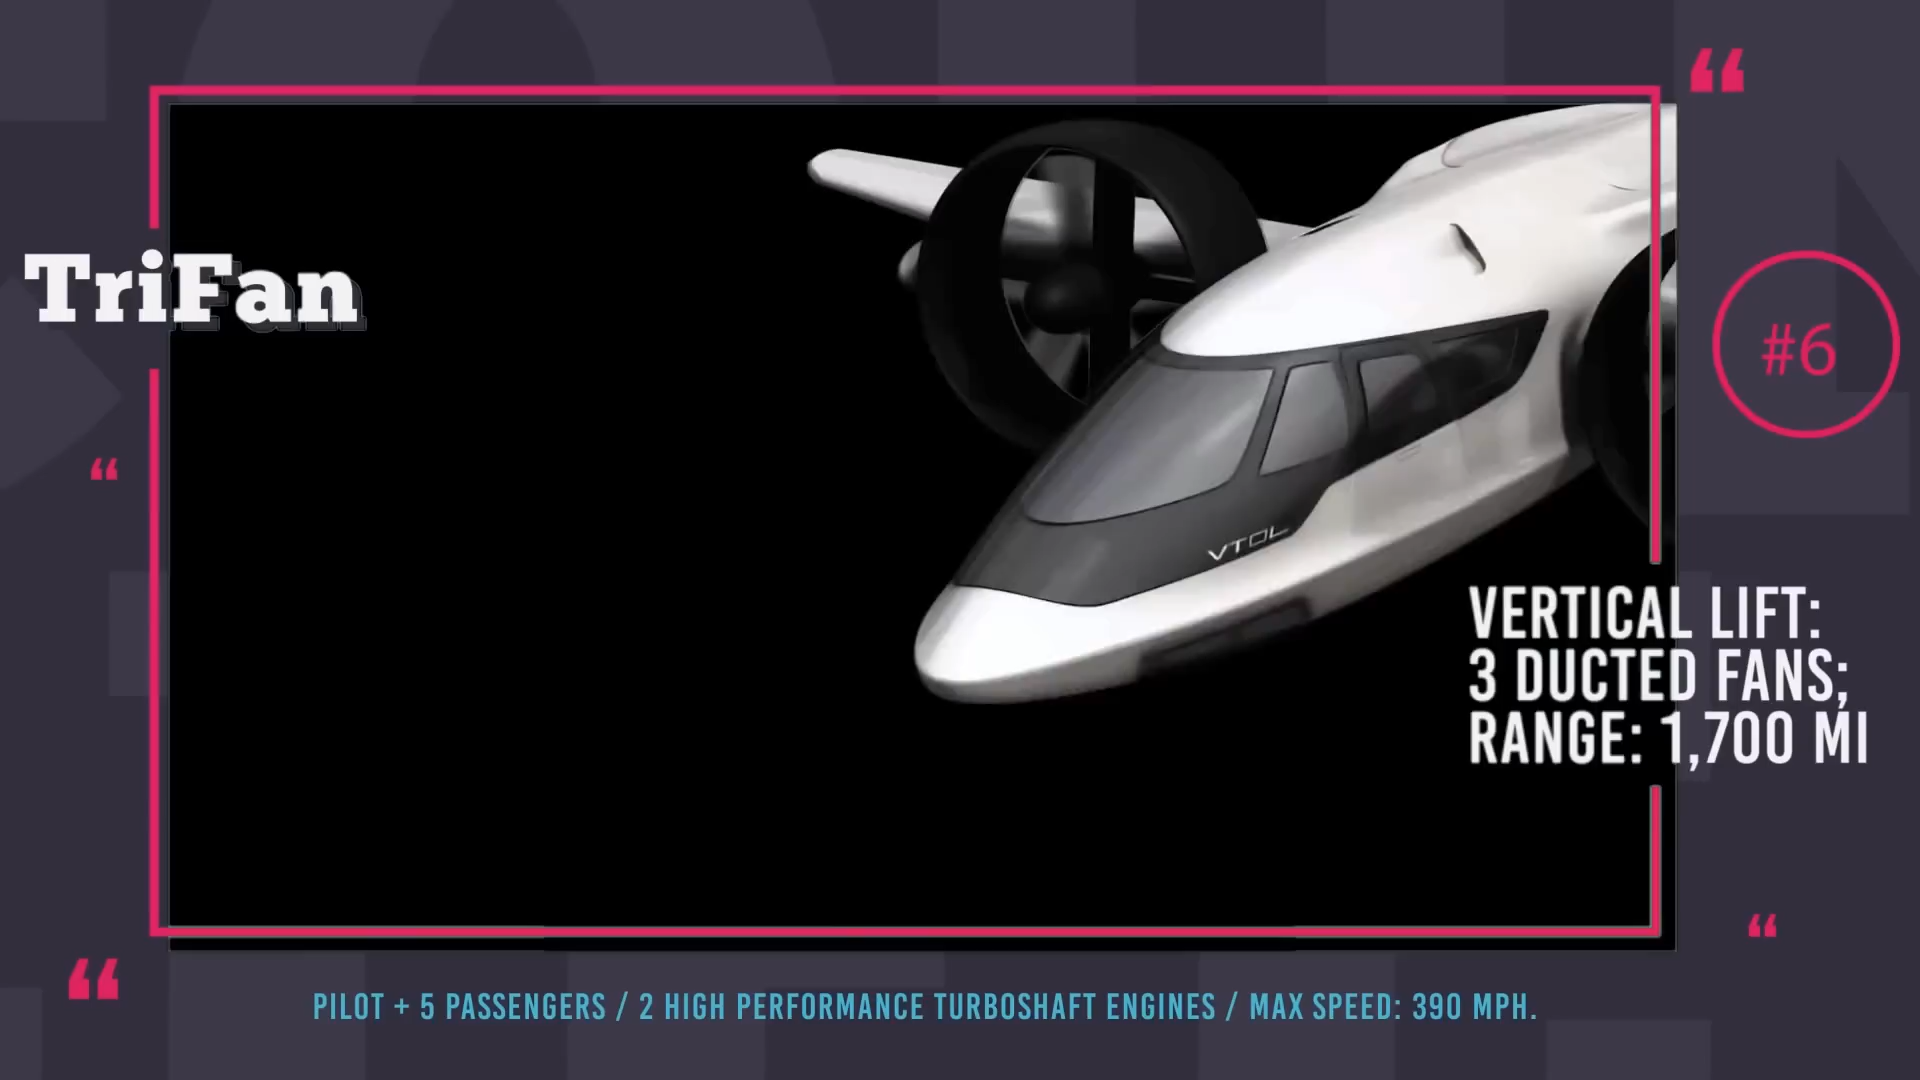 TriFan
#6
VTOL
VERTICAL LIFT:
3 DUCTED FANS;
RANGE: 1,700 MI
PILOT + 5 PASSENGERS / 2 HIGH PERFORMANCE TURBOSHAFT ENGINES / MAX SPEED: 390 MPH.